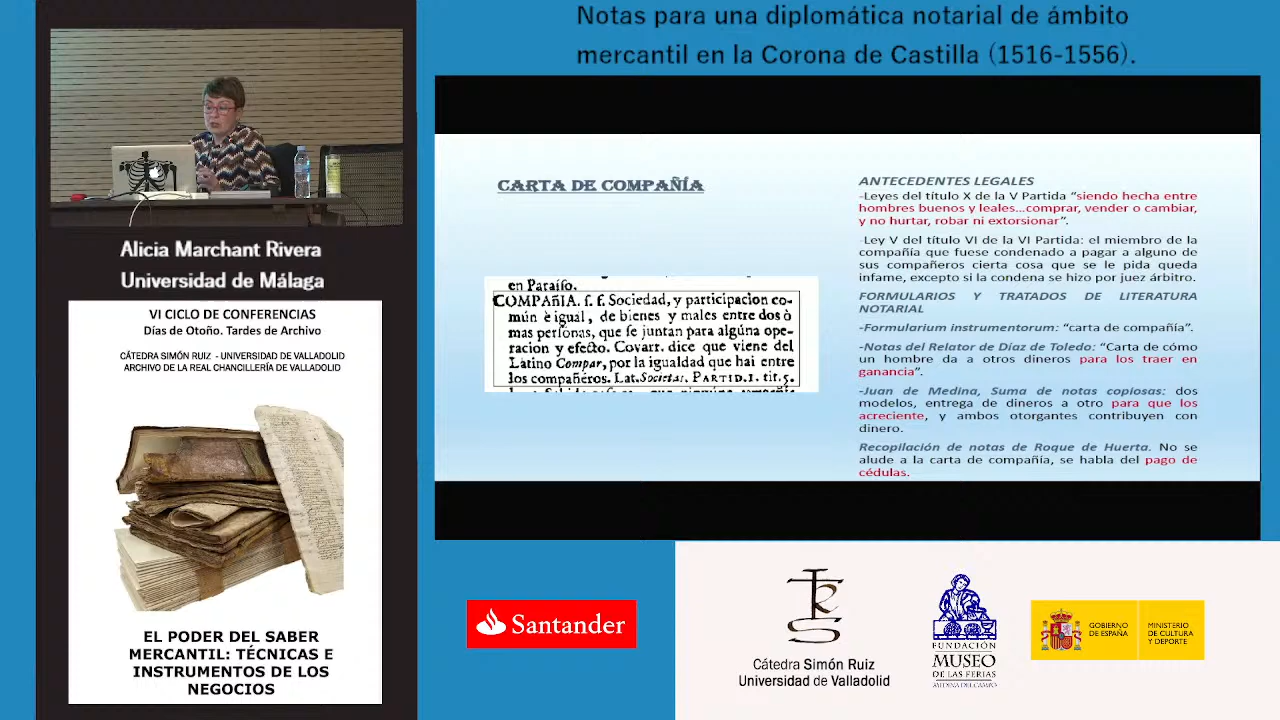 Notas para una diplomática notarial de ámbito
mercantil en la Corona de Castilla (1516-1556).
Alicia Marchant Rivera
Universidad de Málaga
VI CICLO DE CONFERENCIAS
Días de Otoño. Tardes de Archivo
CÁTEDRA SIMÓN RUIZ - UNIVERSIDAD DE VALLADOLID
ARCHIVO DE LA REAL CHANCILLERÍA DE VALLADOLID
EL PODER DEL SABER
MERCANTIL: TÉCNICAS E
INSTRUMENTOS DE LOS
NEGOCIOS
CARTA DE COMPAÑÍA
en Paraíso.
COMPAñIA. s. f. Sociedad, y participacion co-
mún è igual, de bienes y males entre dos ò
mas personas, que se juntan para algúna ope-
racion y efecto. Covarr. dice que viene del
Latino Compar, por la igualdad que hai entre
los compañeros. Lat. Societas. PARTID. I. tit. 5.
ANTECEDENTES LEGALES
-Leyes del título X de la V Partida “siendo hecha entre
hombres buenos y leales...comprar, vender o cambiar,
y no hurtar, robar ni extorsionar”.
-Ley V del título VI de la VI Partida: el miembro de la
compañía que fuese condenado a pagar a alguno de
sus compañeros cierta cosa que se le pida queda
infame, excepto si la condena se hizo por juez árbitro.
FORMULARIOS Y TRATADOS DE LITERATURA
NOTARIAL
-Formularium instrumentorum: “carta de compañía”.
-Notas del Relator de Díaz de Toledo: “Carta de cómo
un hombre da a otros dineros para los traer en
ganancia”.
-Juan de Medina, Suma de notas copiosas: dos
modelos, entrega de dineros a otro para que los
acreciente, y ambos otorgantes contribuyen con
dinero.
Recopilación de notas de Roque de Huerta. No se
alude a la carta de compañía, se habla del pago de
cédulas.
Santander
Cátedra Simón Ruiz
Universidad de Valladolid
FUNDACIÓN
MUSEO
DE LAS FERIAS
MEDINA DEL CAMPO
GOBIERNO
DE ESPAÑA
MINISTERIO
DE CULTURA
Y DEPORTE